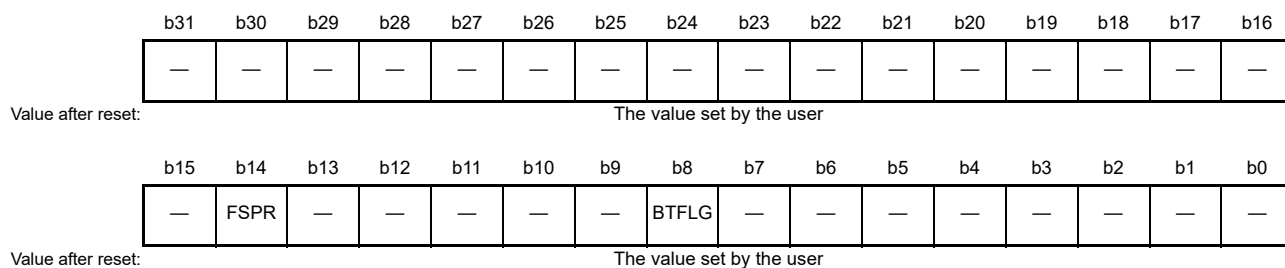 b31 b30 b29 b28 b27 b26 b25 b24 b23 b22 b21 b20 b19 b18 b17 b16
— — — — — — — — — — — — — — — —
Value after reset: The value set by the user
b15 b14 b13 b12 b11 b10 b9 b8 b7 b6 b5 b4 b3 b2 b1 b0
— FSPR — — — — — BTFLG — — — — — — — —
Value after reset: The value set by the user